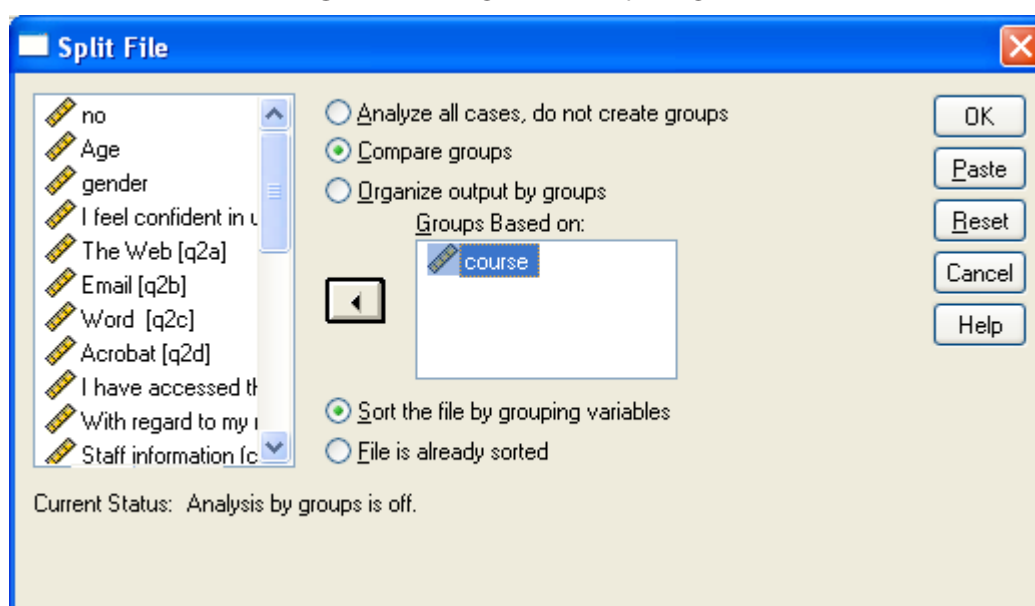 Split File
no
Age
gender
I feel confident in u
The Web [q2a]
Email [q2b]
Word [q2c]
Acrobat [q2d]
I have accessed th
With regard to my
Staff information (c
Analyze all cases, do not create groups
Compare groups
Organize output by groups
Groups Based on:
course
Sort the file by grouping variables
File is already sorted
OK
Paste
Reset
Cancel
Help
Current Status: Analysis by groups is off.